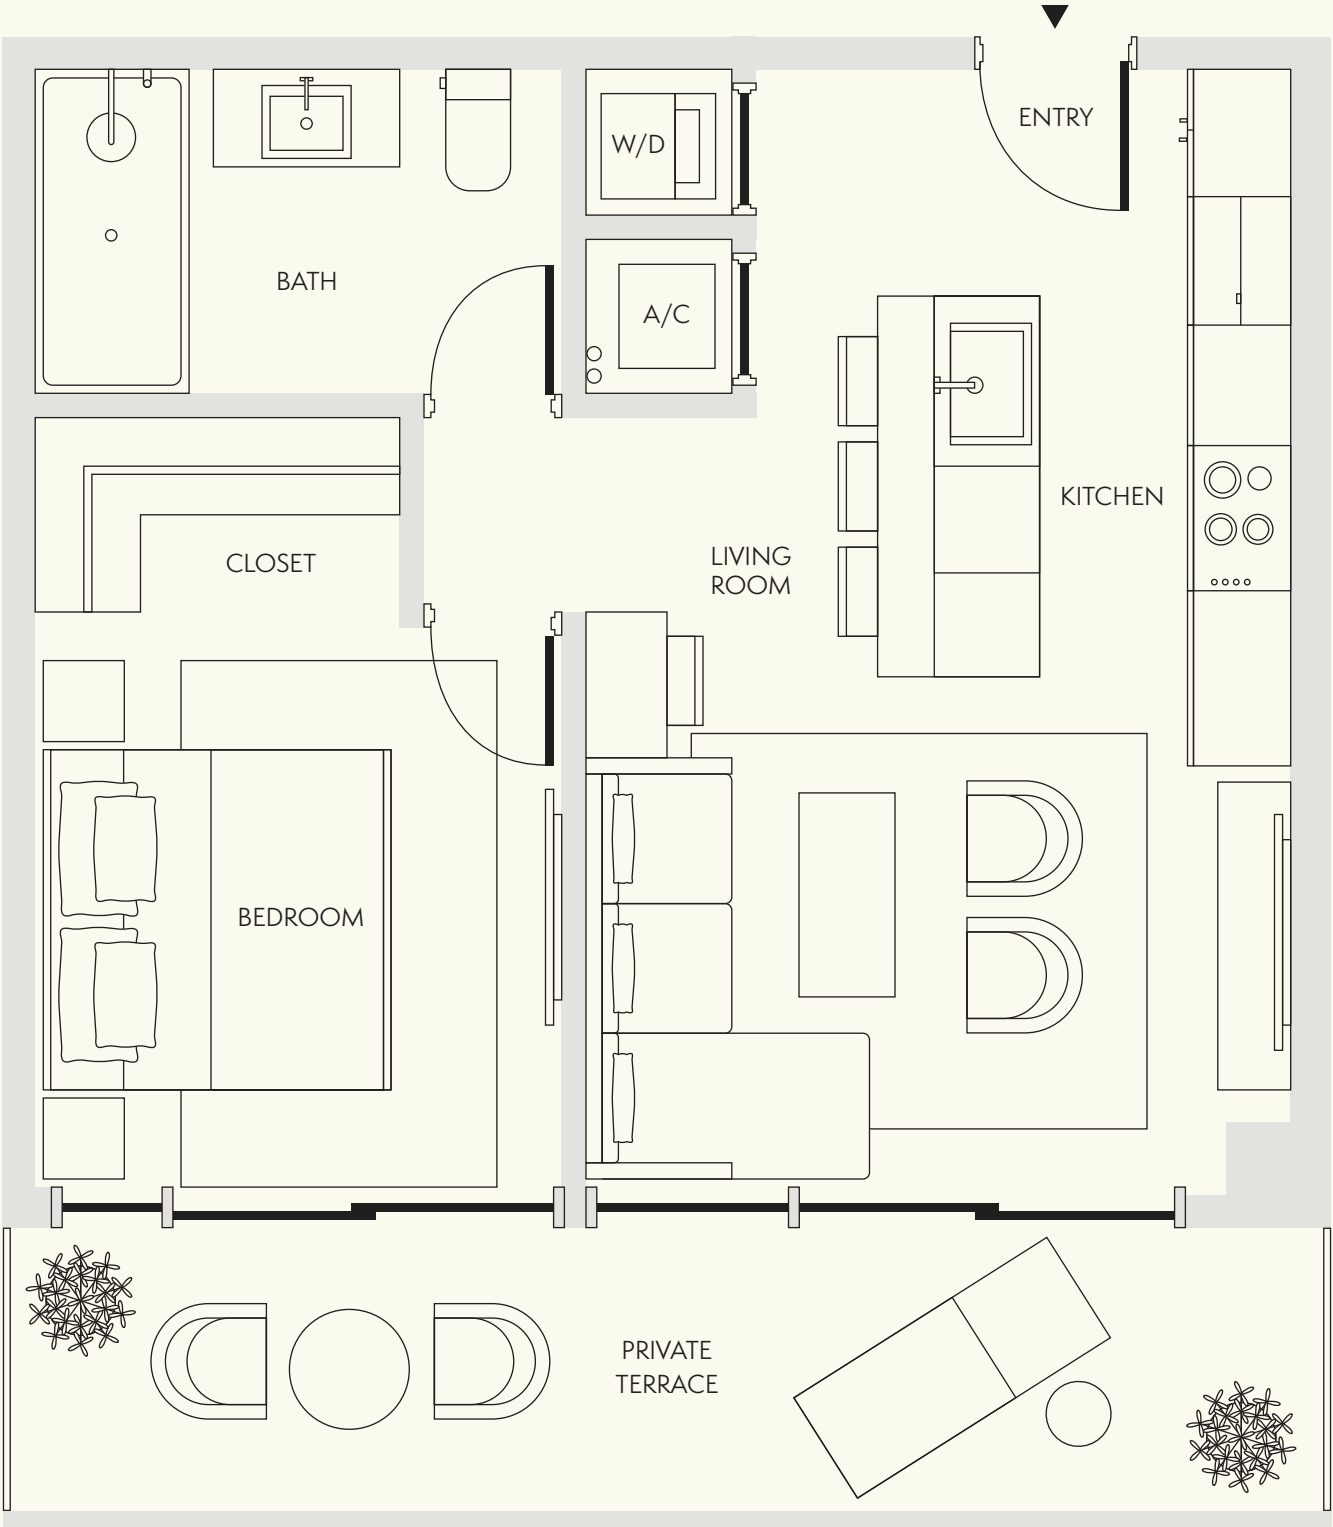 ENTRY
W/D
BATH
A/C
KITCHEN
LIVING
ROOM
CLOSET
BEDROOM
PRIVATE
TERRACE